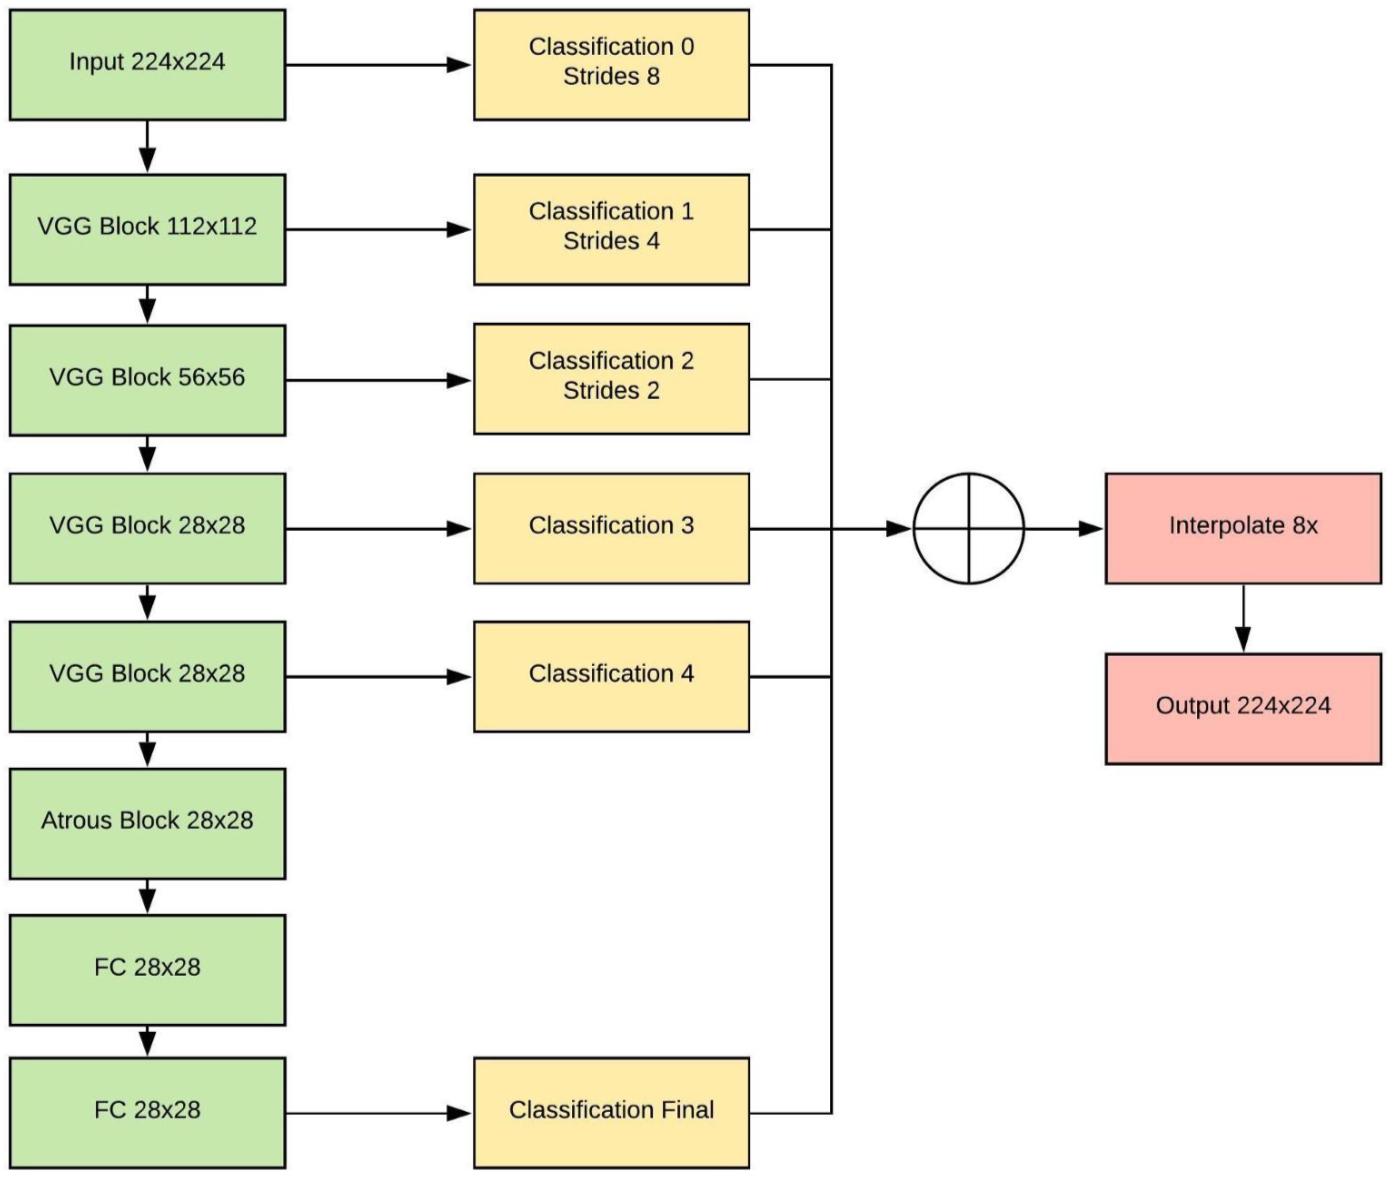 Input 224x224
Classification 0
Strides 8
VGG Block 112x112
Classification 1
Strides 4
VGG Block 56x56
Classification 2
Strides 2
VGG Block 28x28
Classification 3
Interpolate 8x
VGG Block 28x28
Classification 4
Output 224x224
Atrous Block 28x28
FC 28x28
FC 28x28
Classification Final